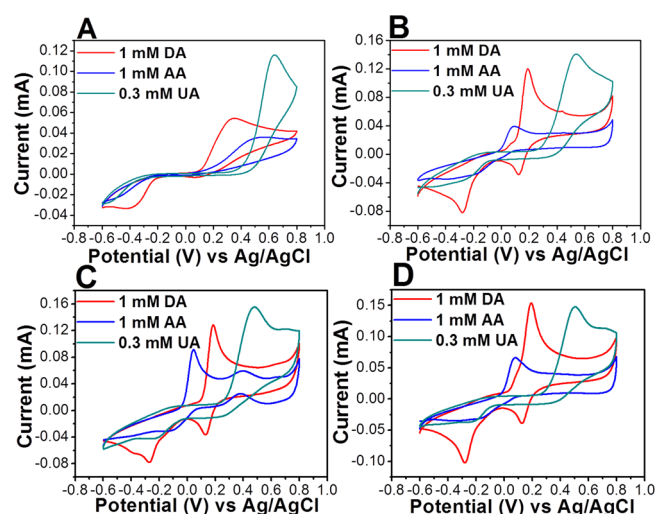 A
1 mM DA
1 mM AA
0.3 mM UA
Current (mA)
0.12
0.10
0.08
0.06
0.04
0.02
0.00
0.02
-0.04
-0.8 -0.6 -0.4 -0.2 0.0 0.2 0.4 0.6 0.8 1.0
Potential (V) vs Ag/AgCl
B
1 mM DA
1 mM AA
0.3 mM UA
Current (mA)
0.16
0.12
0.08
0.04
0.00
-0.04
-0.08
-0.8 -0.6 -0.4 -0.2 0.0 0.2 0.4 0.6 0.8 1.0
Potential (V) vs Ag/AgCl
C
1 mM DA
1 mM AA
0.3 mM UA
Current (mA)
0.16
0.12
0.08
0.04
0.00
-0.04
-0.08
-0.8 -0.6 -0.4 -0.2 0.0 0.2 0.4 0.6 0.8 1.0
Potential (V) vs Ag/AgCl
D
1 mM DA
1 mM AA
0.3 mM UA
Current (mA)
0.15
0.10
0.05
0.00
-0.05
-0.10
-0.8 -0.6 -0.4 -0.2 0.0 0.2 0.4 0.6 0.8 1.0
Potential (V) vs Ag/AgCl